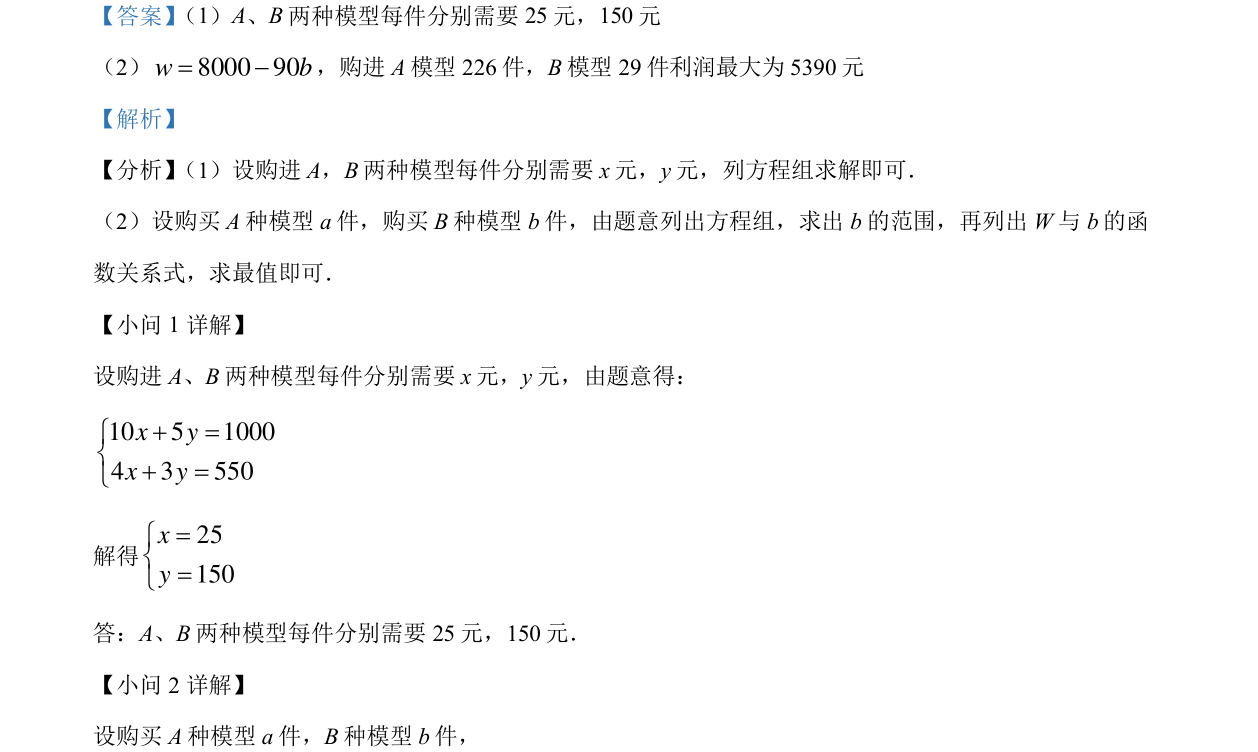 【答案】（1）A、B 两种模型每件分别需要 25 元，150 元
（2）w＝8000－90b，购进 A 模型 226 件，B 模型 29 件利润最大为 5390 元
【解析】
【分析】（1）设购进 A，B 两种模型每件分别需要 x 元，y 元，列方程组求解即可．
（2）设购买 A 种模型 a 件，购买 B 种模型 b 件，由题意列出方程组，求出 b 的范围，再列出 W 与 b 的函
数关系式，求最值即可．
【小问 1 详解】
设购进 A、B 两种模型每件分别需要 x 元，y 元，由题意得：
10x＋5y＝1000
4x＋3y＝550
解得 x＝25
y＝150
答：A、B 两种模型每件分别需要 25 元，150 元．
【小问 2 详解】
设购买 A 种模型 a 件，B 种模型 b 件，